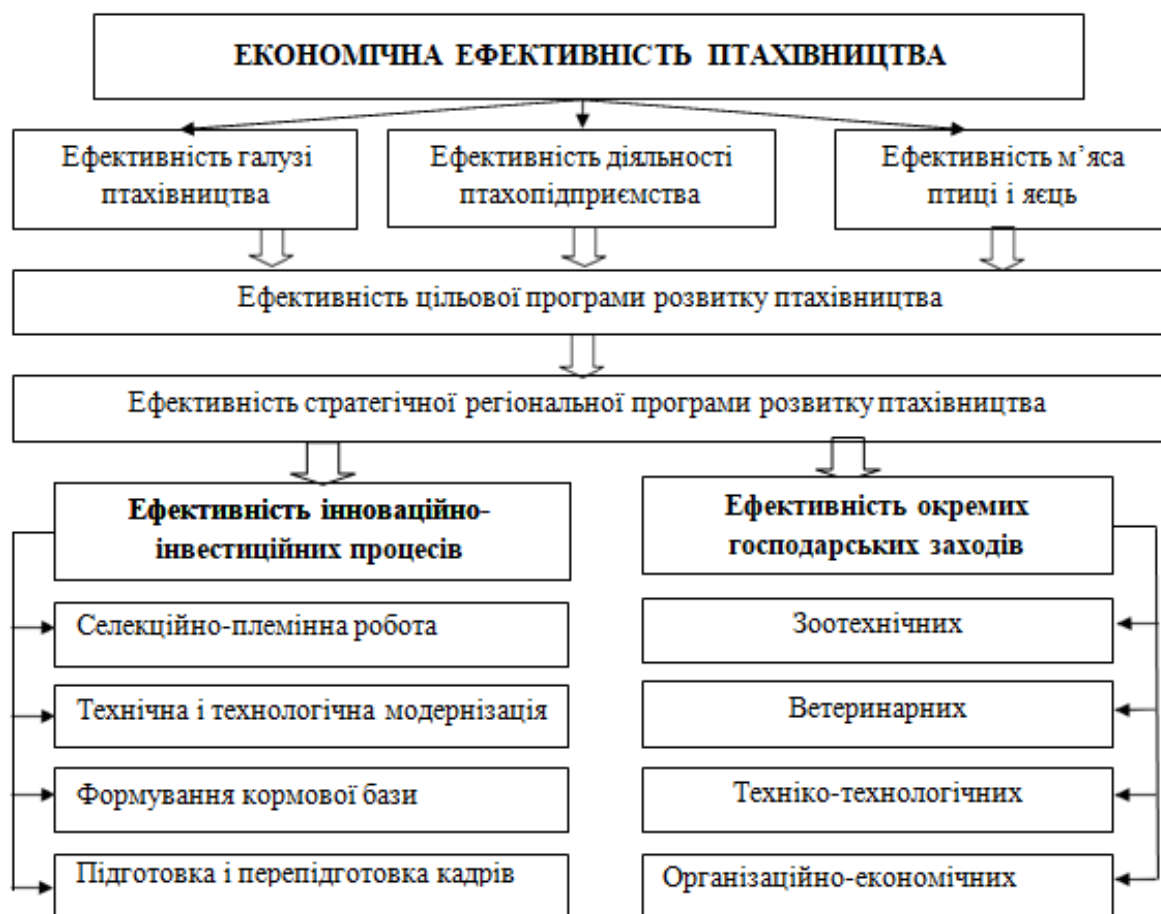 ЕКОНОМІЧНА ЕФЕКТИВНІСТЬ ПТАХІВНИЦТВА
Ефективність галузі
птахівництва
Ефективність діяльності
птахопідприємства
Ефективність м’яса
птиці і яєць
Ефективність цільової програми розвитку птахівництва
Ефективність стратегічної регіональної програми розвитку птахівництва
Ефективність інноваційно-
інвестиційних процесів
Селекційно-племінна робота
Технічна і технологічна модернізація
Формування кормової бази
Підготовка і перепідготовка кадрів
Ефективність окремих
господарських заходів
Зоотехнічних
Ветеринарних
Техніко-технологічних
Організаційно-економічних